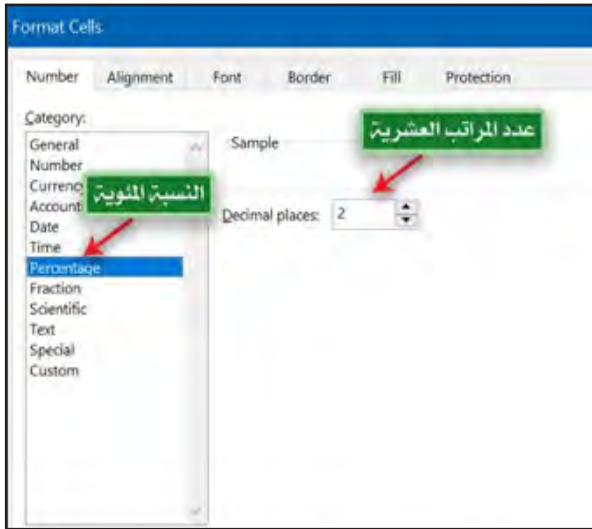 Format Cells
Number Alignment Font Border Fill Protection
Category:
General
Number
Currency
Account
Date
Time
Percentage
Fraction
Scientific
Text
Special
Custom
Sample
Decimal places: 2
عدد المراتب العشرية
النسبة المئوية